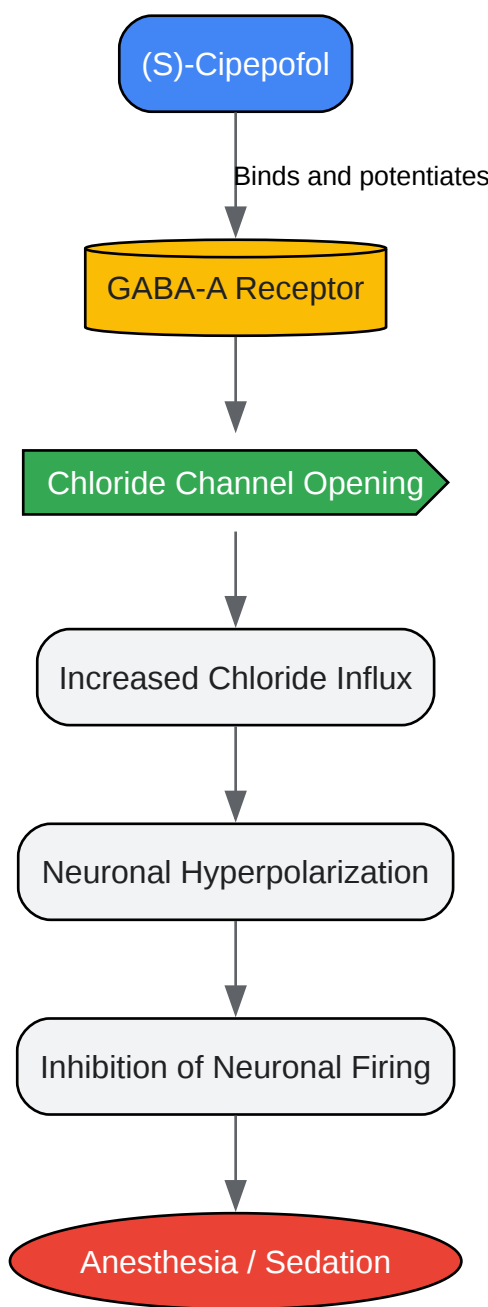 (S)-Cipepofol
Binds and potentiates
GABA-A Receptor
Chloride Channel Opening
Increased Chloride Influx
Neuronal Hyperpolarization
Inhibition of Neuronal Firing
Anesthesia / Sedation